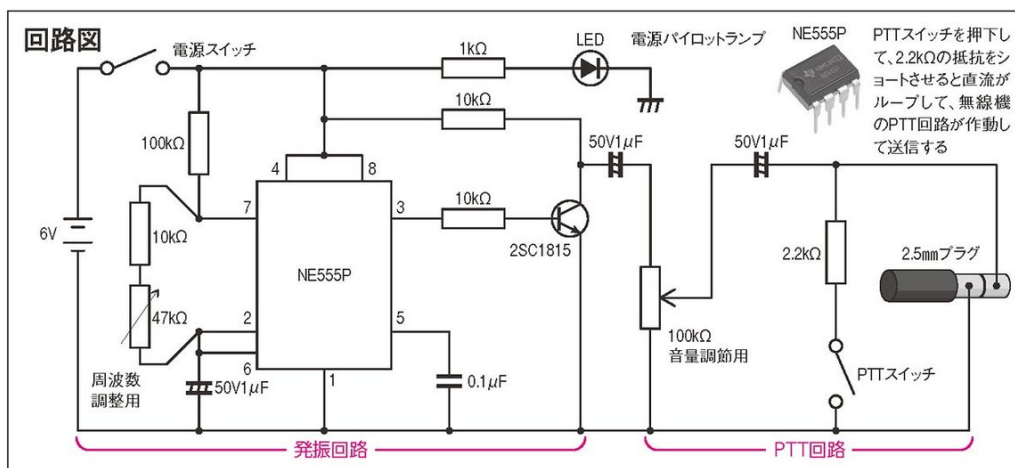 回路図
電源スイッチ
1kΩ
LED
電源パイロットランプ
NE555P
PTTスイッチを押下し
て、2.2kΩの抵抗をシ
ョートさせると直流が
ループして、無線機
のPTT回路が作動し
て送信する
10kΩ
100kΩ
50V1μF
50V1μF
4
8
7
3
10kΩ
10kΩ
6V
2SC1815
2.2kΩ
2.5㎜プラグ
NE555P
47kΩ
2
5
100kΩ
音量調節用
6
1
周波数
調整用
50V1μF
0.1μF
PTTスイッチ
発振回路
PTT回路